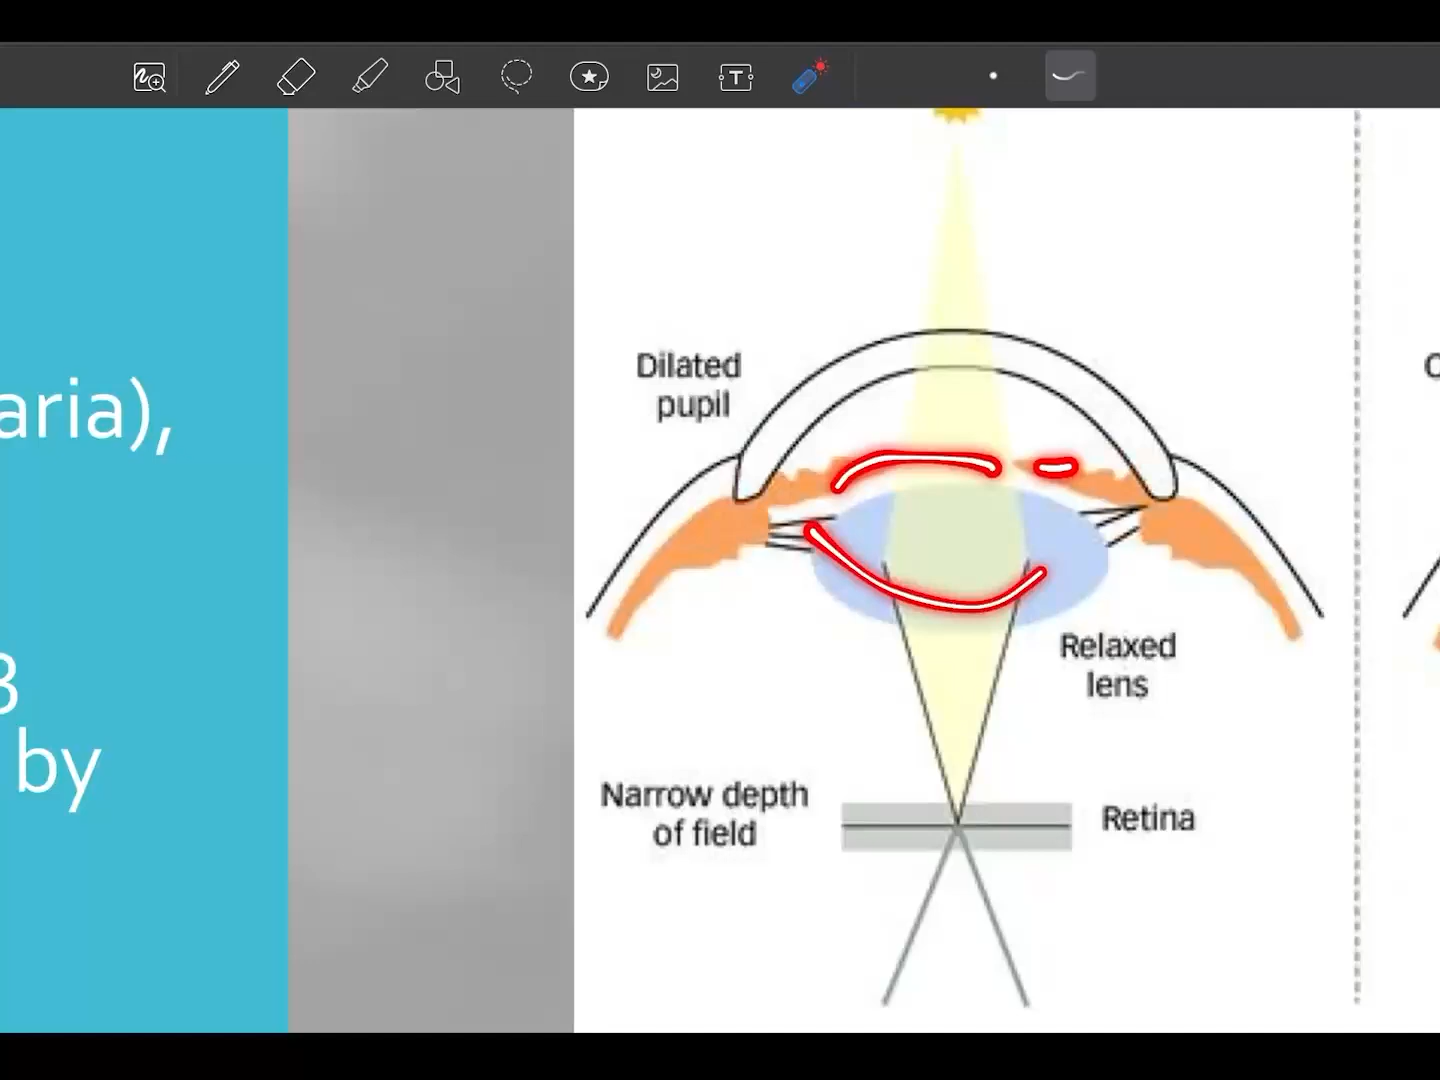 aria),
3
by
Dilated
pupil
Relaxed
lens
Narrow depth
of field
Retina
T